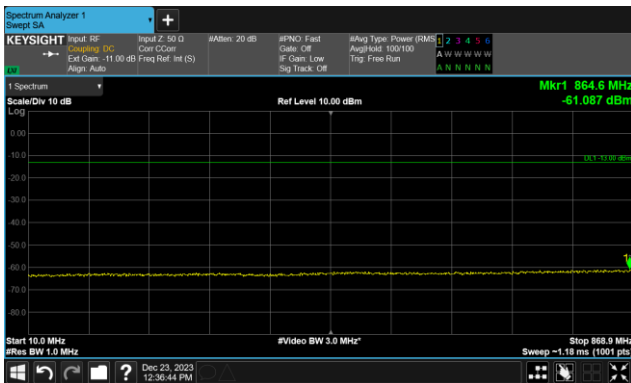 Spectrum Analyzer 1
Swept SA
+
KEYSIGHT Input: RF Input Z: 50 Ω #Atten: 20 dB #PNO: Fast #Avg Type: Power (RMS 1 2 3 4 5 6
Coupling: DC Corr CCorr Gate: Off Avg|Hold: 100/100 A W W W W W
Ext Gain: -11.00 dB Freq Ref: Int (S) IF Gain: Low Trig: Free Run
LXI Align: Auto Sig Track: Off A N N N N N
1 Spectrum
Mkr1 864.6 MHz
Scale/Div 10 dB Ref Level 10.00 dBm -61.087 dBm
Log
0.00
-10.0
DL1 -13.00 dBm
-20.0
-30.0
-40.0
-50.0
1
-60.0
-70.0
-80.0
Start 10.0 MHz #Video BW 3.0 MHz* Stop 868.9 MHz
#Res BW 1.0 MHz Sweep ~1.18 ms (1001 pts)
? Dec 23, 2023
12:36:44 PM